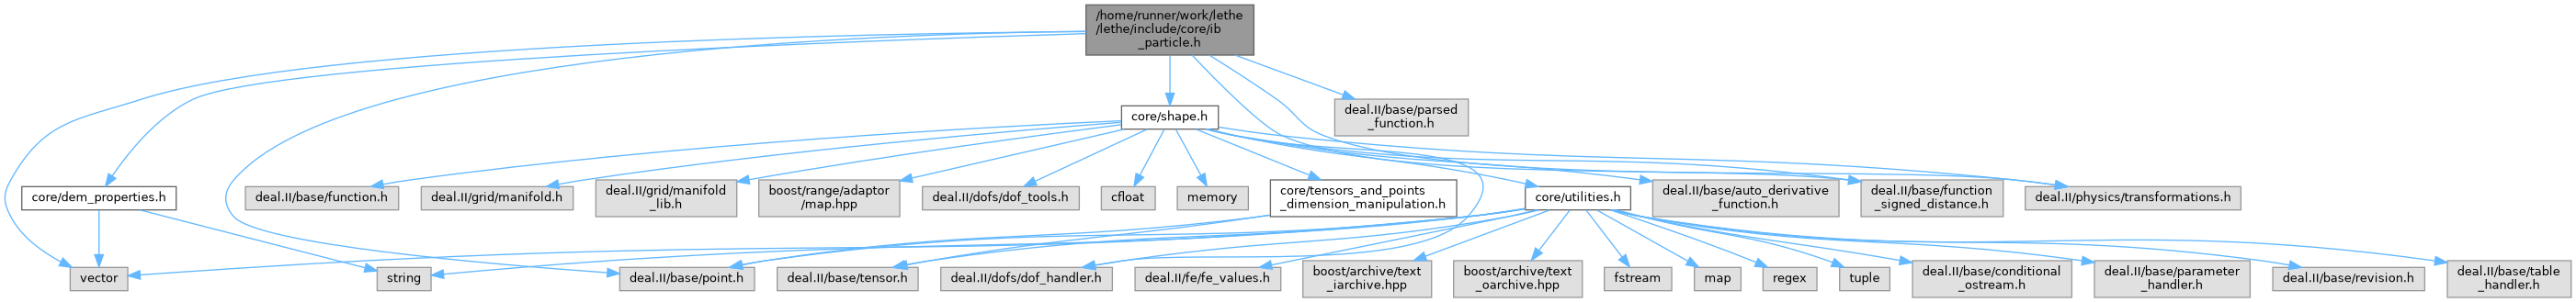 /home/runner/work/lethe
/lethe/include/core/ib
_particle.h
core/shape.h
deal.II/base/parsed
_function.h
core/dem_properties.h
deal.II/base/function.h
deal.II/grid/manifold.h
deal.II/grid/manifold
_lib.h
boost/range/adaptor
/map.hpp
deal.II/dofs/dof_tools.h
cfloat
memory
core/tensors_and_points
_dimension_manipulation.h
core/utilities.h
deal.II/base/auto_derivative
_function.h
deal.II/base/function
_signed_distance.h
deal.II/physics/transformations.h
vector
string
deal.II/base/point.h
deal.II/base/tensor.h
deal.II/dofs/dof_handler.h
deal.II/fe/fe_values.h
boost/archive/text
_iarchive.hpp
boost/archive/text
_oarchive.hpp
fstream
map
regex
tuple
deal.II/base/conditional
_ostream.h
deal.II/base/parameter
_handler.h
deal.II/base/revision.h
deal.II/base/table
_handler.h